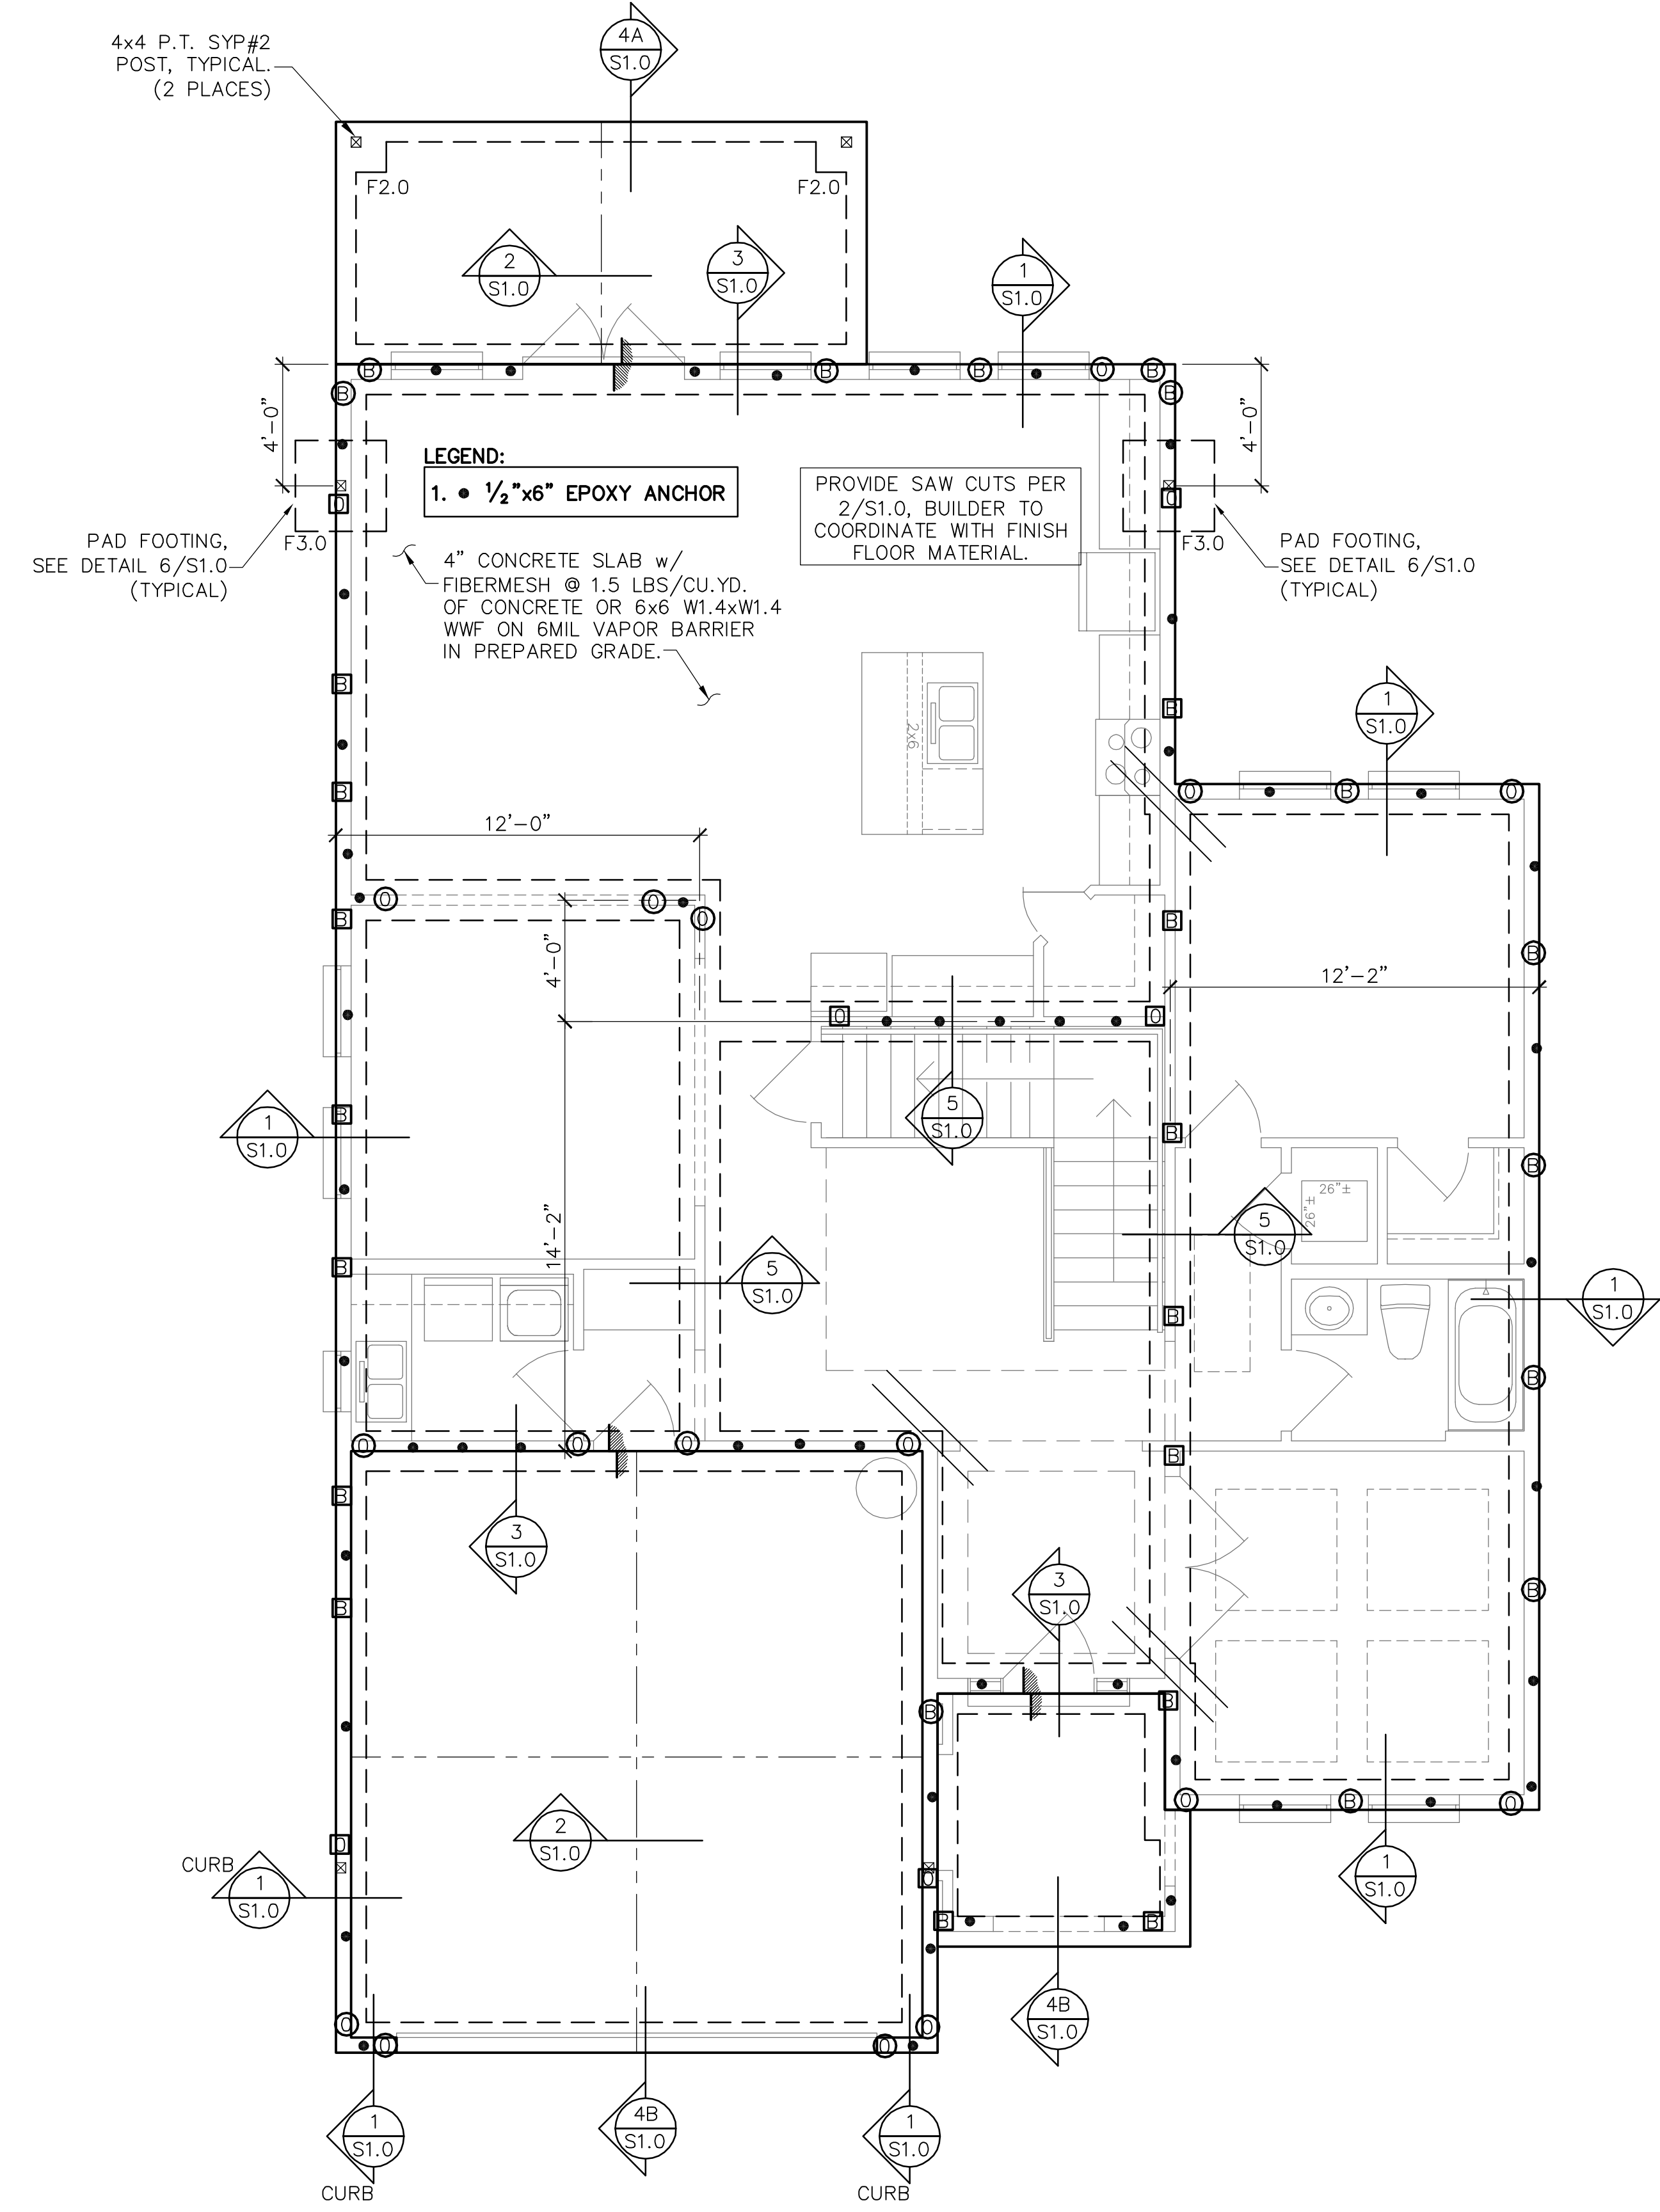 4x4 P.T. SYP#2
POST, TYPICAL.
(2 PLACES)
4A
S1.0
F2.0
F2.0
2
S1.0
3
S1.0
1
S1.0
B
B
B
O
B
B
B
4'-0"
4'-0"
LEGEND:
1. ● ½"x6" EPOXY ANCHOR
PROVIDE SAW CUTS PER
2/S1.0, BUILDER TO
COORDINATE WITH FINISH
FLOOR MATERIAL.
O
O
F3.0
F3.0
PAD FOOTING,
SEE DETAIL 6/S1.0
(TYPICAL)
PAD FOOTING,
SEE DETAIL 6/S1.0
(TYPICAL)
4" CONCRETE SLAB w/
FIBERMESH @ 1.5 LBS/CU.YD.
OF CONCRETE OR 6x6 W1.4xW1.4
WWF ON 6MIL VAPOR BARRIER
IN PREPARED GRADE.
B
B
1
S1.0
2x6
B
O
B
O
12'-0"
O
O
O
B
B
B
4'-0"
12'-2"
O
O
5
S1.0
B
B
B
1
S1.0
26"±
26"±
5
S1.0
14'-2"
B
5
S1.0
1
S1.0
B
B
O
O
O
O
B
B
3
S1.0
B
3
S1.0
B
B
B
2
S1.0
O
B
O
O
CURB
1
S1.0
O
1
S1.0
B
B
4B
S1.0
O
O
O
O
1
S1.0
CURB
4B
S1.0
1
S1.0
CURB